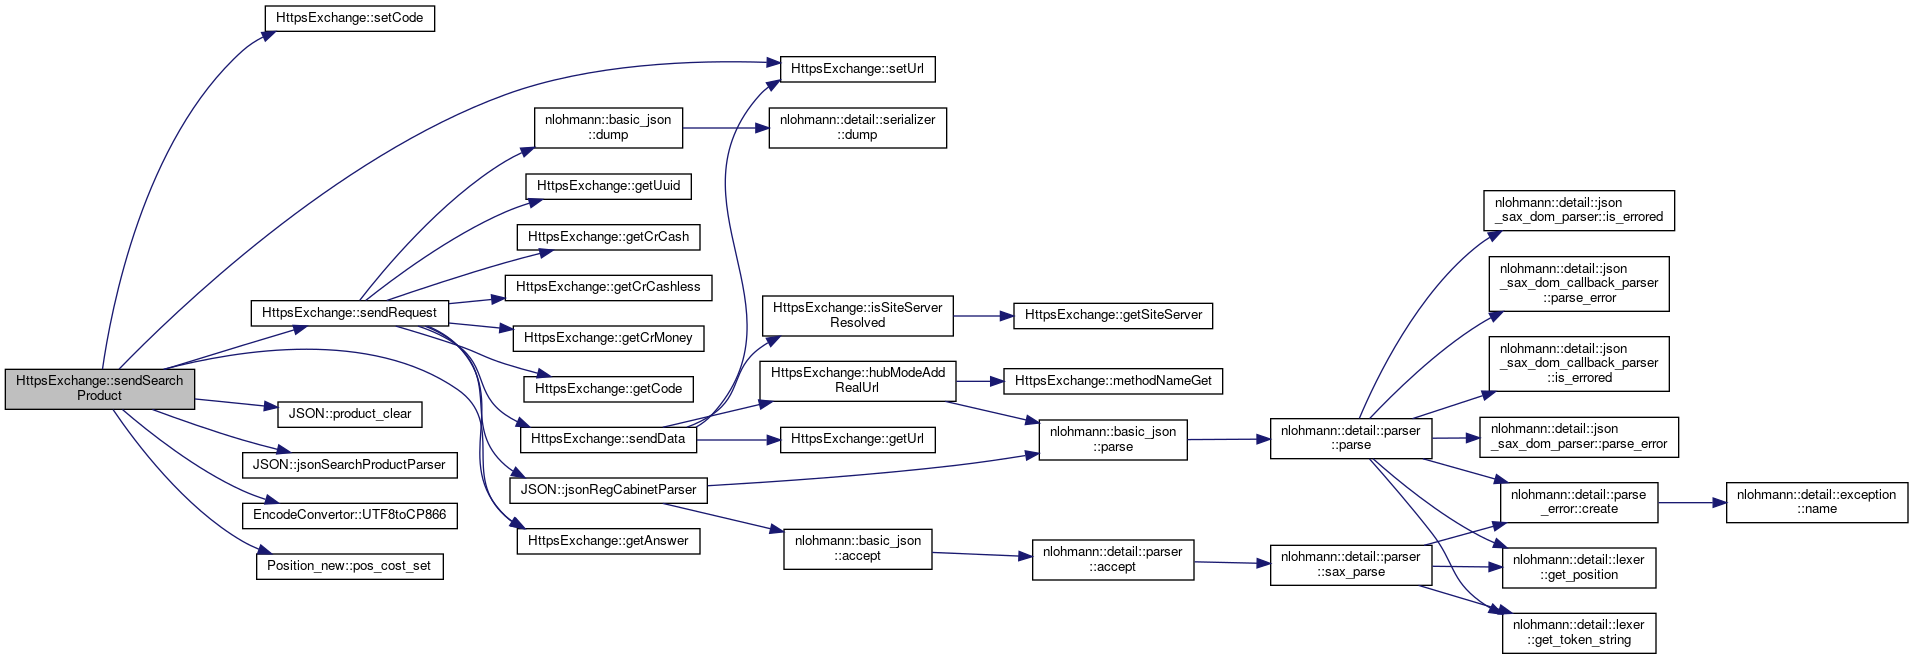 HttpsExchange::setCode
HttpsExchange::setUrl
nlohmann::basic_json
::dump
nlohmann::detail::serializer
::dump
HttpsExchange::getUuid
HttpsExchange::getCrCash
HttpsExchange::getCrCashless
HttpsExchange::sendRequest
HttpsExchange::getCrMoney
HttpsExchange::isSiteServer
Resolved
HttpsExchange::getSiteServer
HttpsExchange::sendSearch
Product
HttpsExchange::getCode
HttpsExchange::hubModeAdd
RealUrl
HttpsExchange::methodNameGet
JSON::product_clear
HttpsExchange::sendData
HttpsExchange::getUrl
JSON::jsonSearchProductParser
JSON::jsonRegCabinetParser
EncodeConvertor::UTF8toCP866
HttpsExchange::getAnswer
Position_new::pos_cost_set
nlohmann::basic_json
::parse
nlohmann::basic_json
::accept
nlohmann::detail::parser
::accept
nlohmann::detail::parser
::parse
nlohmann::detail::parser
::sax_parse
nlohmann::detail::json
_sax_dom_parser::is_errored
nlohmann::detail::json
_sax_dom_callback_parser
::parse_error
nlohmann::detail::json
_sax_dom_callback_parser
::is_errored
nlohmann::detail::json
_sax_dom_parser::parse_error
nlohmann::detail::parse
_error::create
nlohmann::detail::exception
::name
nlohmann::detail::lexer
::get_position
nlohmann::detail::lexer
::get_token_string